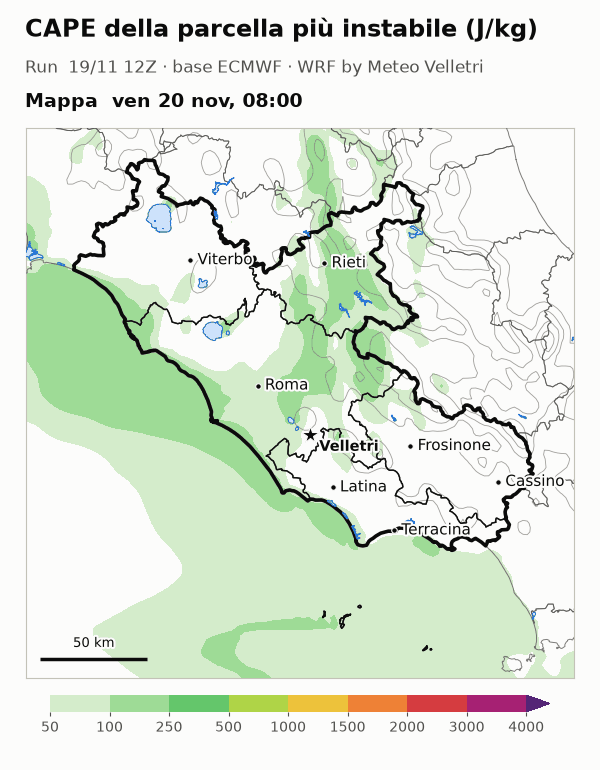 CAPE della parcella più instabile (J/kg)
Run  19/11 12Z · base ECMWF · WRF by Meteo Velletri
Mappa  ven 20 nov, 08:00
Viterbo
Rieti
Roma
Velletri
Frosinone
Latina
Cassino
Terracina
50 km
50 100 250 500 1000 1500 2000 3000 4000